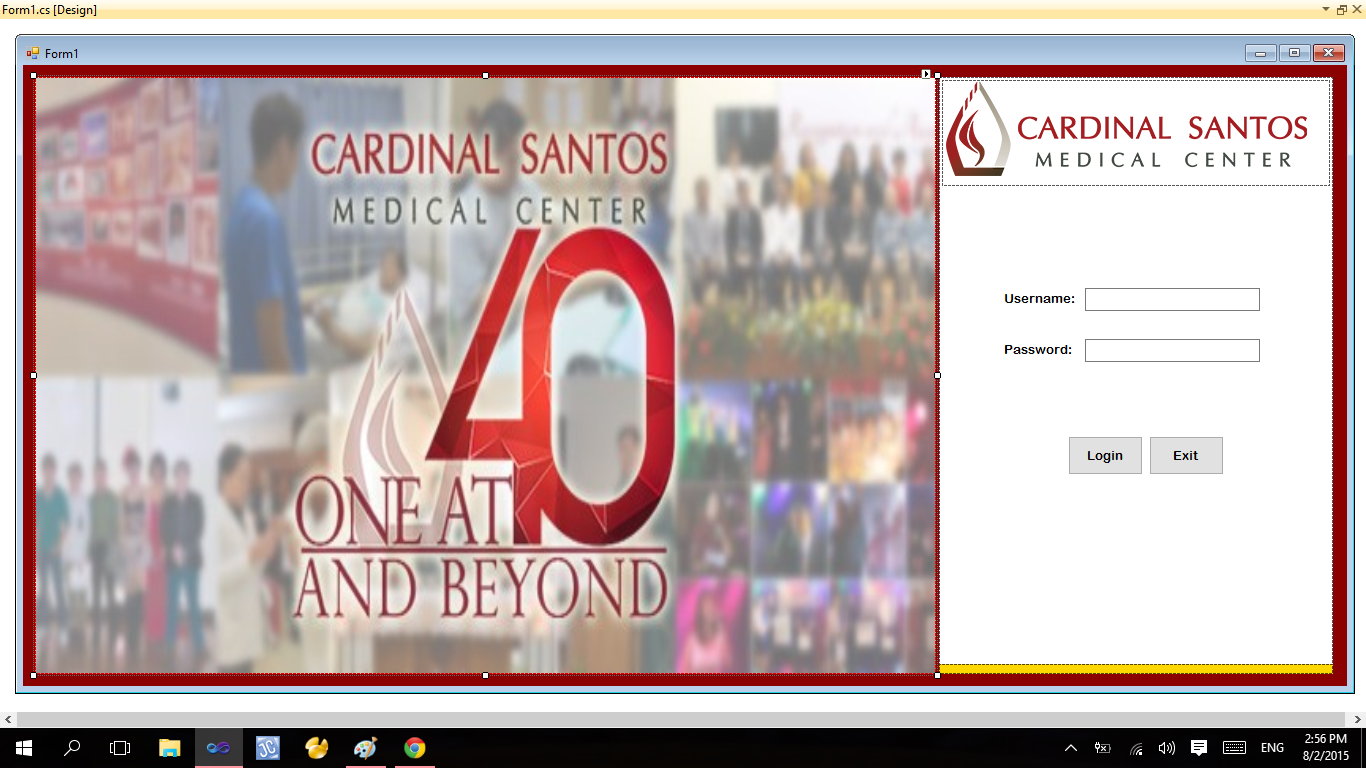 Form1.cs [Design]
Form1
CARDINAL SANTOS
MEDICAL CENTER
40
ONE AT
AND BEYOND
CARDINAL SANTOS
MEDICAL CENTER
Username:
Password:
Login Exit
JC
ENG
2:56 PM
8/2/2015